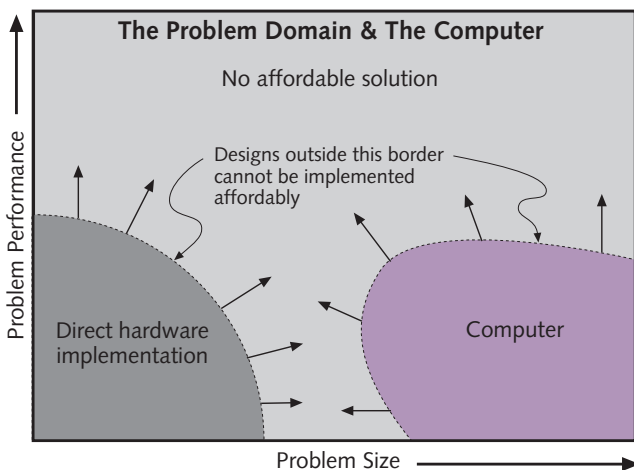 The Problem Domain & The Computer
No affordable solution
Designs outside this border
cannot be implemented
affordably
Problem Performance
Direct hardware
implementation
Computer
Problem Size